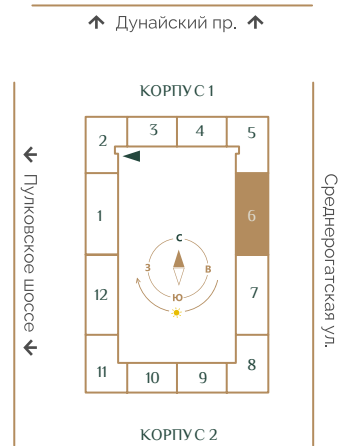 Дунайский пр.
КОРПУС 1
2
3
4
5
Пулковское шоссе
Среднерогатская ул.
1
6
С
З
В
Ю
12
7
11
10
9
8
КОРПУС 2